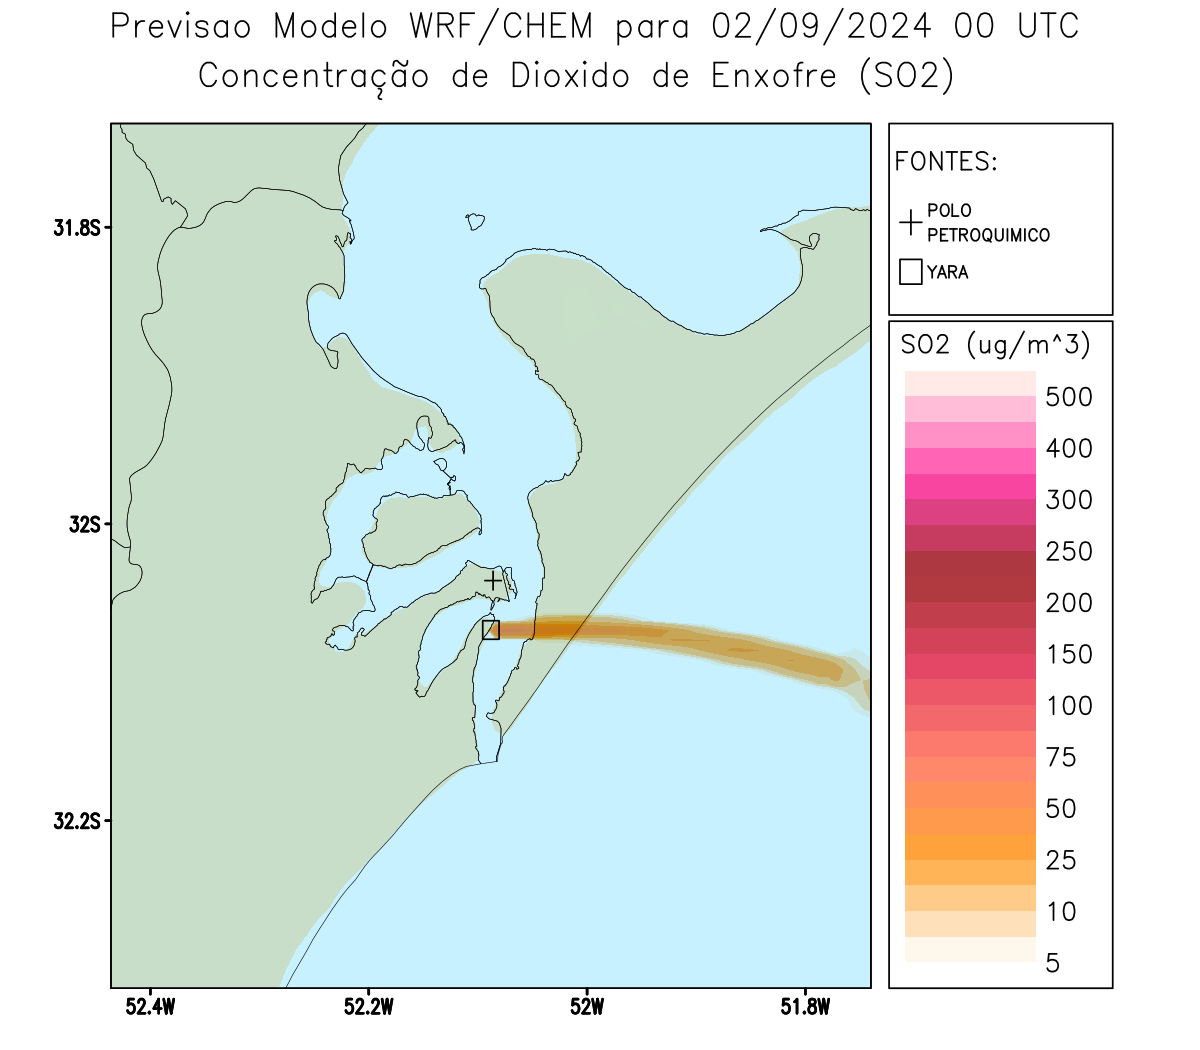 Previsao Modelo WRF/CHEM para 02/09/2024 00 UTC
Concentração de Dioxido de Enxofre (SO2)
FONTES:
POLO
PETROQUIMICO
YARA
31.8S
32S
32.2S
52.4W
52.2W
52W
51.8W
SO2 (ug/m^3)
500
400
300
250
200
150
100
75
50
25
10
5